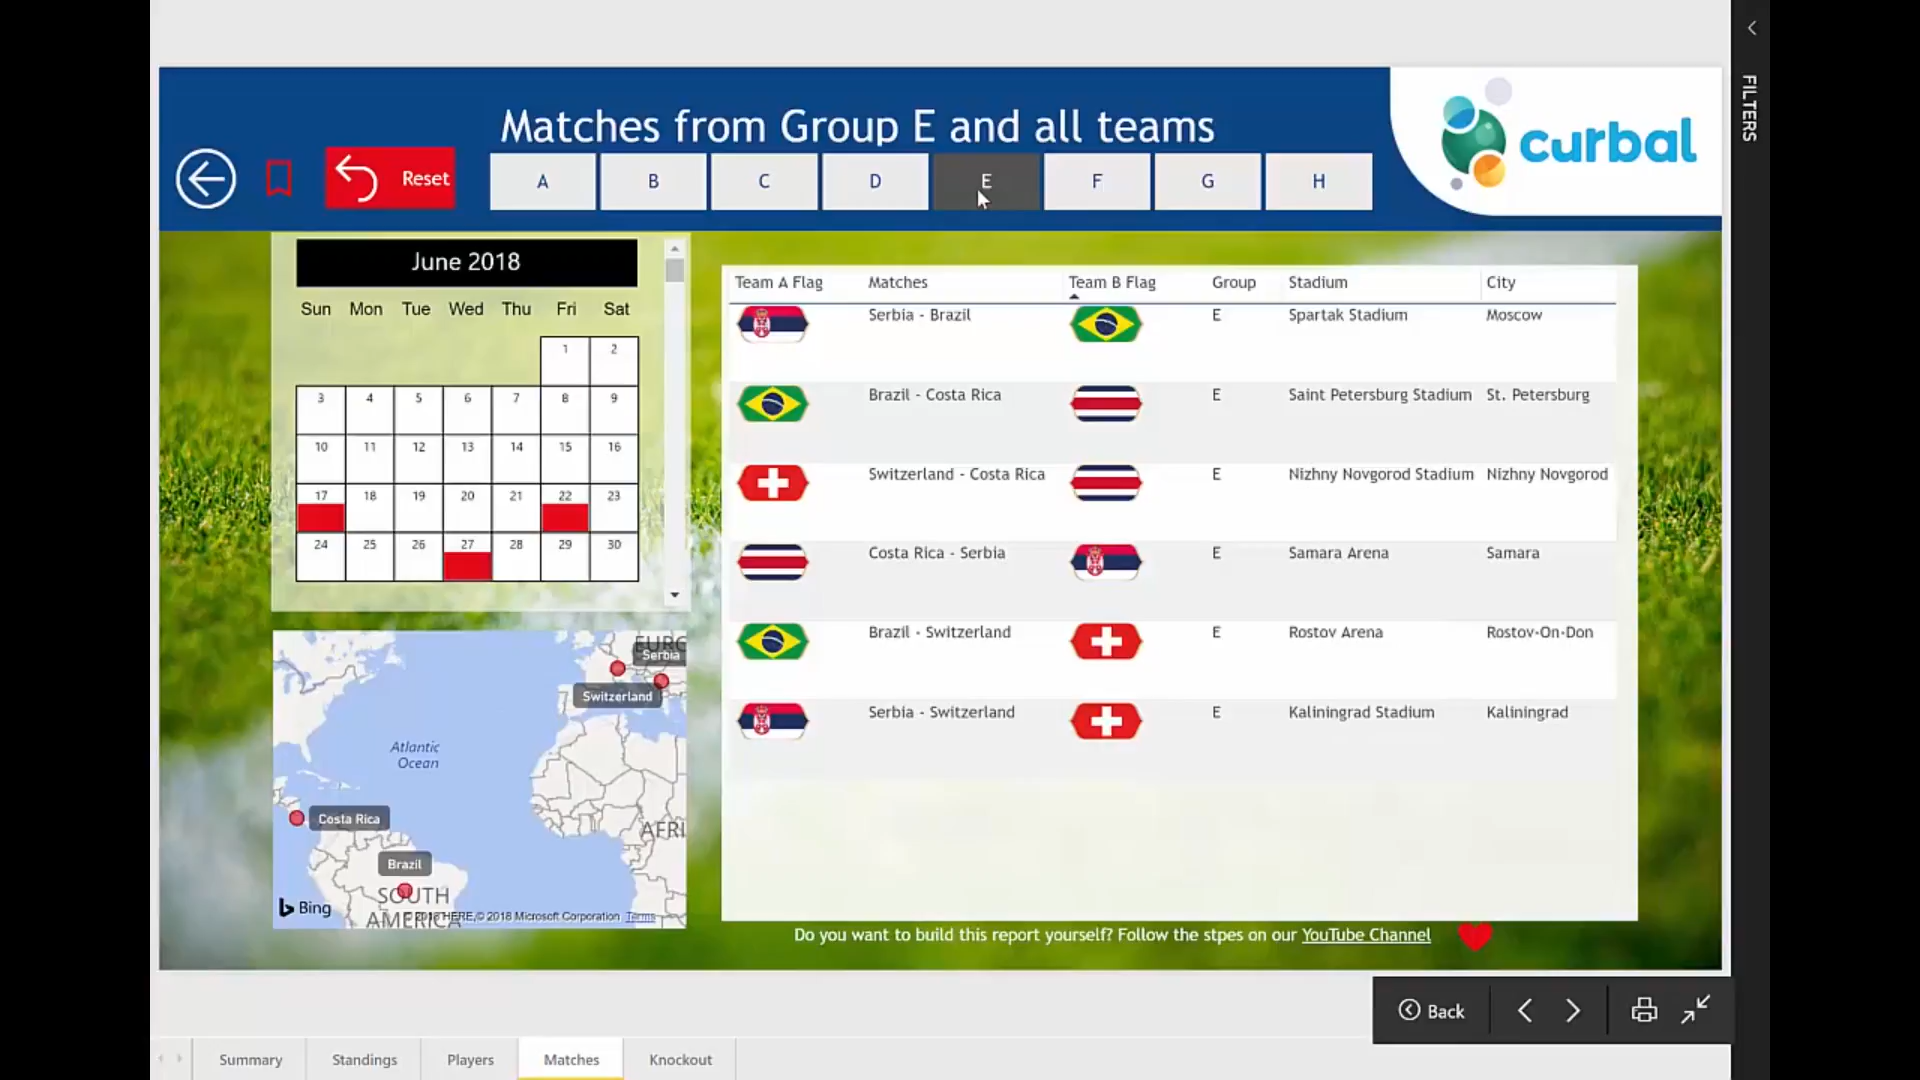 FILTERS
Matches from Group E and all teams
curbal
Reset
A B C D E F G H
June 2018
Sun Mon Tue Wed Thu Fri Sat
1 2
3 4 5 6 7 8 9
10 11 12 13 14 15 16
17 18 19 20 21 22 23
24 25 26 27 28 29 30
Team A Flag Matches Team B Flag Group Stadium City
Serbia - Brazil E Spartak Stadium Moscow
Brazil - Costa Rica E Saint Petersburg Stadium St. Petersburg
Switzerland - Costa Rica E Nizhny Novgorod Stadium Nizhny Novgorod
Costa Rica - Serbia E Samara Arena Samara
Brazil - Switzerland E Rostov Arena Rostov-On-Don
Serbia - Switzerland E Kaliningrad Stadium Kaliningrad
EURO
Serbia
Switzerland
Atlantic
Ocean
Costa Rica
AFRI
Brazil
SOUTH
AMERICA
Bing
© 2018 HERE, © 2018 Microsoft Corporation Terms
Do you want to build this report yourself? Follow the stpes on our YouTube Channel
Back
Summary Standings Players Matches Knockout